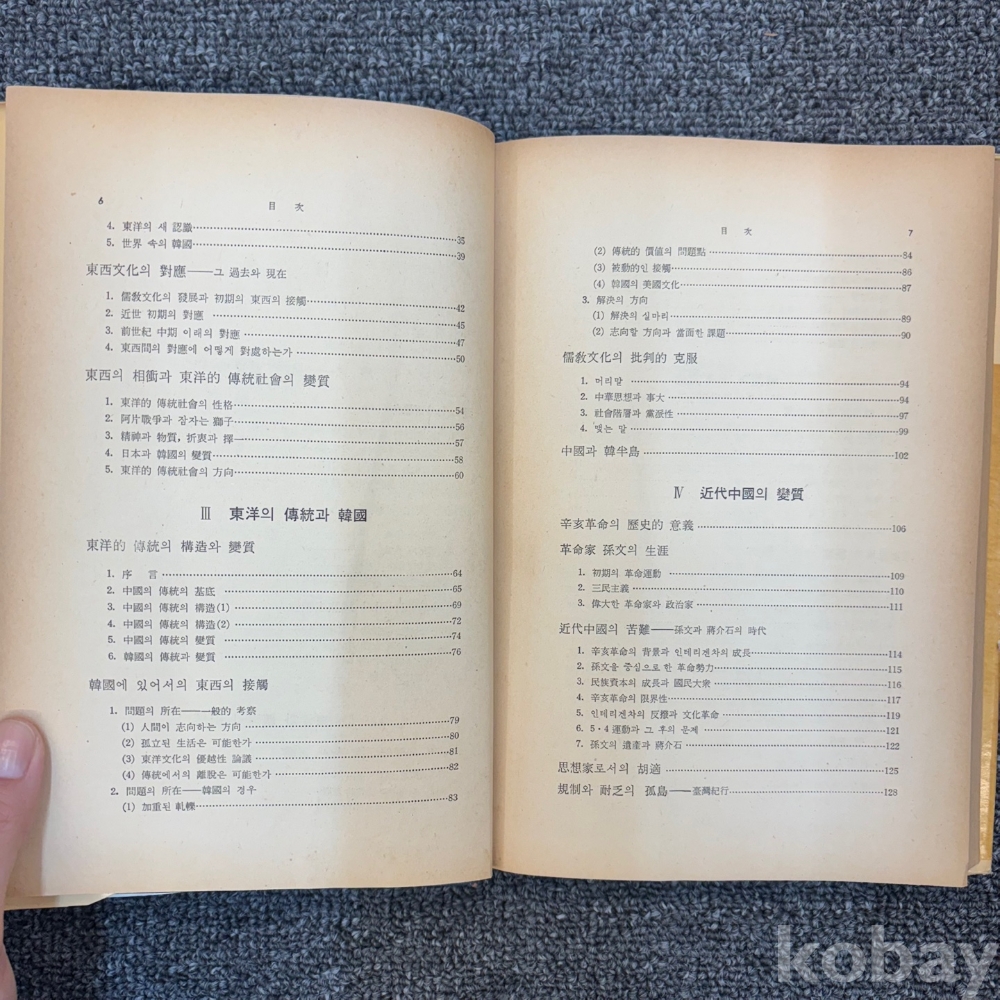 6 目 次
4. 東洋의 새 認識 35
5. 世界 속의 韓國 39
東西文化의 對應——그 過去와 現在
1. 儒敎文化의 發展과 初期의 東西의 接觸 42
2. 近世 初期의 對應 45
3. 前世紀 中期 이래의 對應 47
4. 東西間의 對應에 어떻게 對處하는가 50
東西의 相衝과 東洋的 傳統社會의 變質
1. 東洋的 傳統社會의 性格 54
2. 阿片戰爭과 잠자는 獅子 56
3. 精神과 物質, 折衷과 擇一 57
4. 日本과 韓國의 變質 58
5. 東洋的 傳統社會의 方向 60
Ⅲ 東洋의 傳統과 韓國
東洋的 傳統의 構造와 變質
1. 序 言 64
2. 中國의 傳統의 基底 65
3. 中國의 傳統의 構造(1) 69
4. 中國의 傳統의 構造(2) 72
5. 中國의 傳統의 變質 74
6. 韓國의 傳統과 變質 76
韓國에 있어서의 東西의 接觸
1. 問題의 所在——一般的 考察
(1) 人間이 志向하는 方向 79
(2) 孤立된 生活은 可能한가 80
(3) 東洋文化의 優越性 論議 81
(4) 傳統에서의 離脫은 可能한가 82
2. 問題의 所在——韓國의 경우
(1) 加重된 軋轢 83
目 次 7
(2) 傳統的 價値의 問題點 84
(3) 被動的인 接觸 86
(4) 韓國의 美國文化 87
3. 解決의 方向
(1) 解決의 실마리 89
(2) 志向할 方向과 當面한 課題 90
儒敎文化의 批判的 克服
1. 머리말 94
2. 中華思想과 事大 94
3. 社會階層과 黨派性 97
4. 맺는 말 99
中國과 韓半島 102
Ⅳ 近代中國의 變質
辛亥革命의 歷史的 意義 106
革命家 孫文의 生涯
1. 初期의 革命運動 109
2. 三民主義 110
3. 偉大한 革命家와 政治家 111
近代中國의 苦難——孫文과 蔣介石의 時代
1. 辛亥革命의 背景과 인테리겐차의 成長 114
2. 孫文을 중심으로 한 革命勢力 115
3. 民族資本의 成長과 國民大衆 116
4. 辛亥革命의 限界性 117
5. 인테리겐차의 反撥과 文化革命 119
6. 5·4 運動과 그 후의 문제 121
7. 孫文의 遺產과 蔣介石 122
思想家로서의 胡適 125
規制와 耐乏의 孤島——臺灣紀行 128
kobay